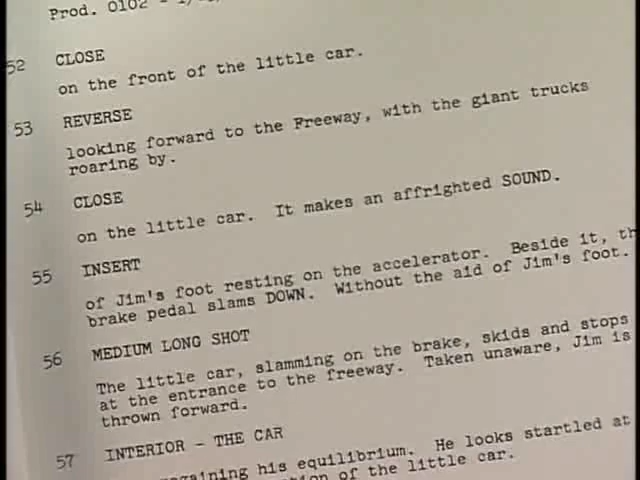 Prod. 0102 -
52 CLOSE
on the front of the little car.
53 REVERSE
looking forward to the Freeway, with the giant trucks
roaring by.
54 CLOSE
on the little car. It makes an affrighted SOUND.
55 INSERT
of Jim's foot resting on the accelerator. Beside it, th
brake pedal slams DOWN. Without the aid of Jim's foot.
56 MEDIUM LONG SHOT
The little car, slamming on the brake, skids and stops
at the entrance to the freeway. Taken unaware, Jim is
thrown forward.
57 INTERIOR - THE CAR
his equilibrium. He looks startled at
of the little car.